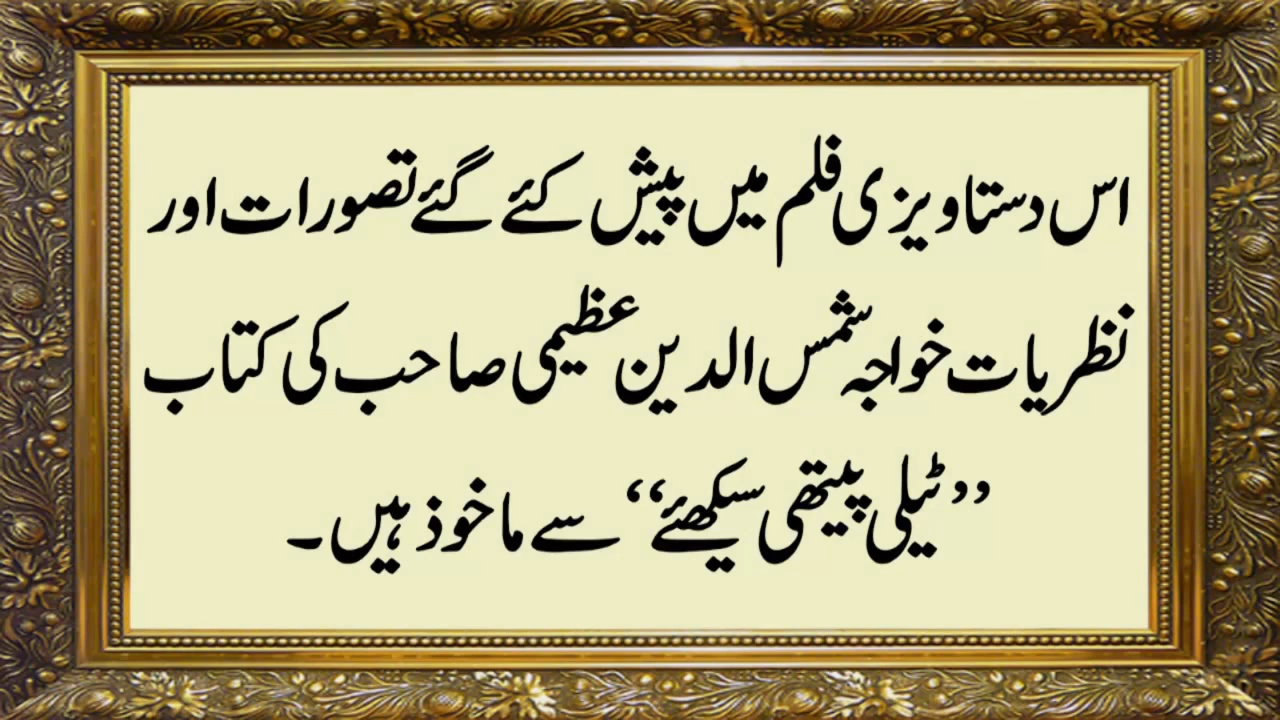 اس دستاویزی فلم میں پیش کئے گئے تصورات اور
نظریات خواجہ شمس الدین عظیمی صاحب کی کتاب
”ٹیلی پیتھی سیکھئے“ سے ماخوذ ہیں۔